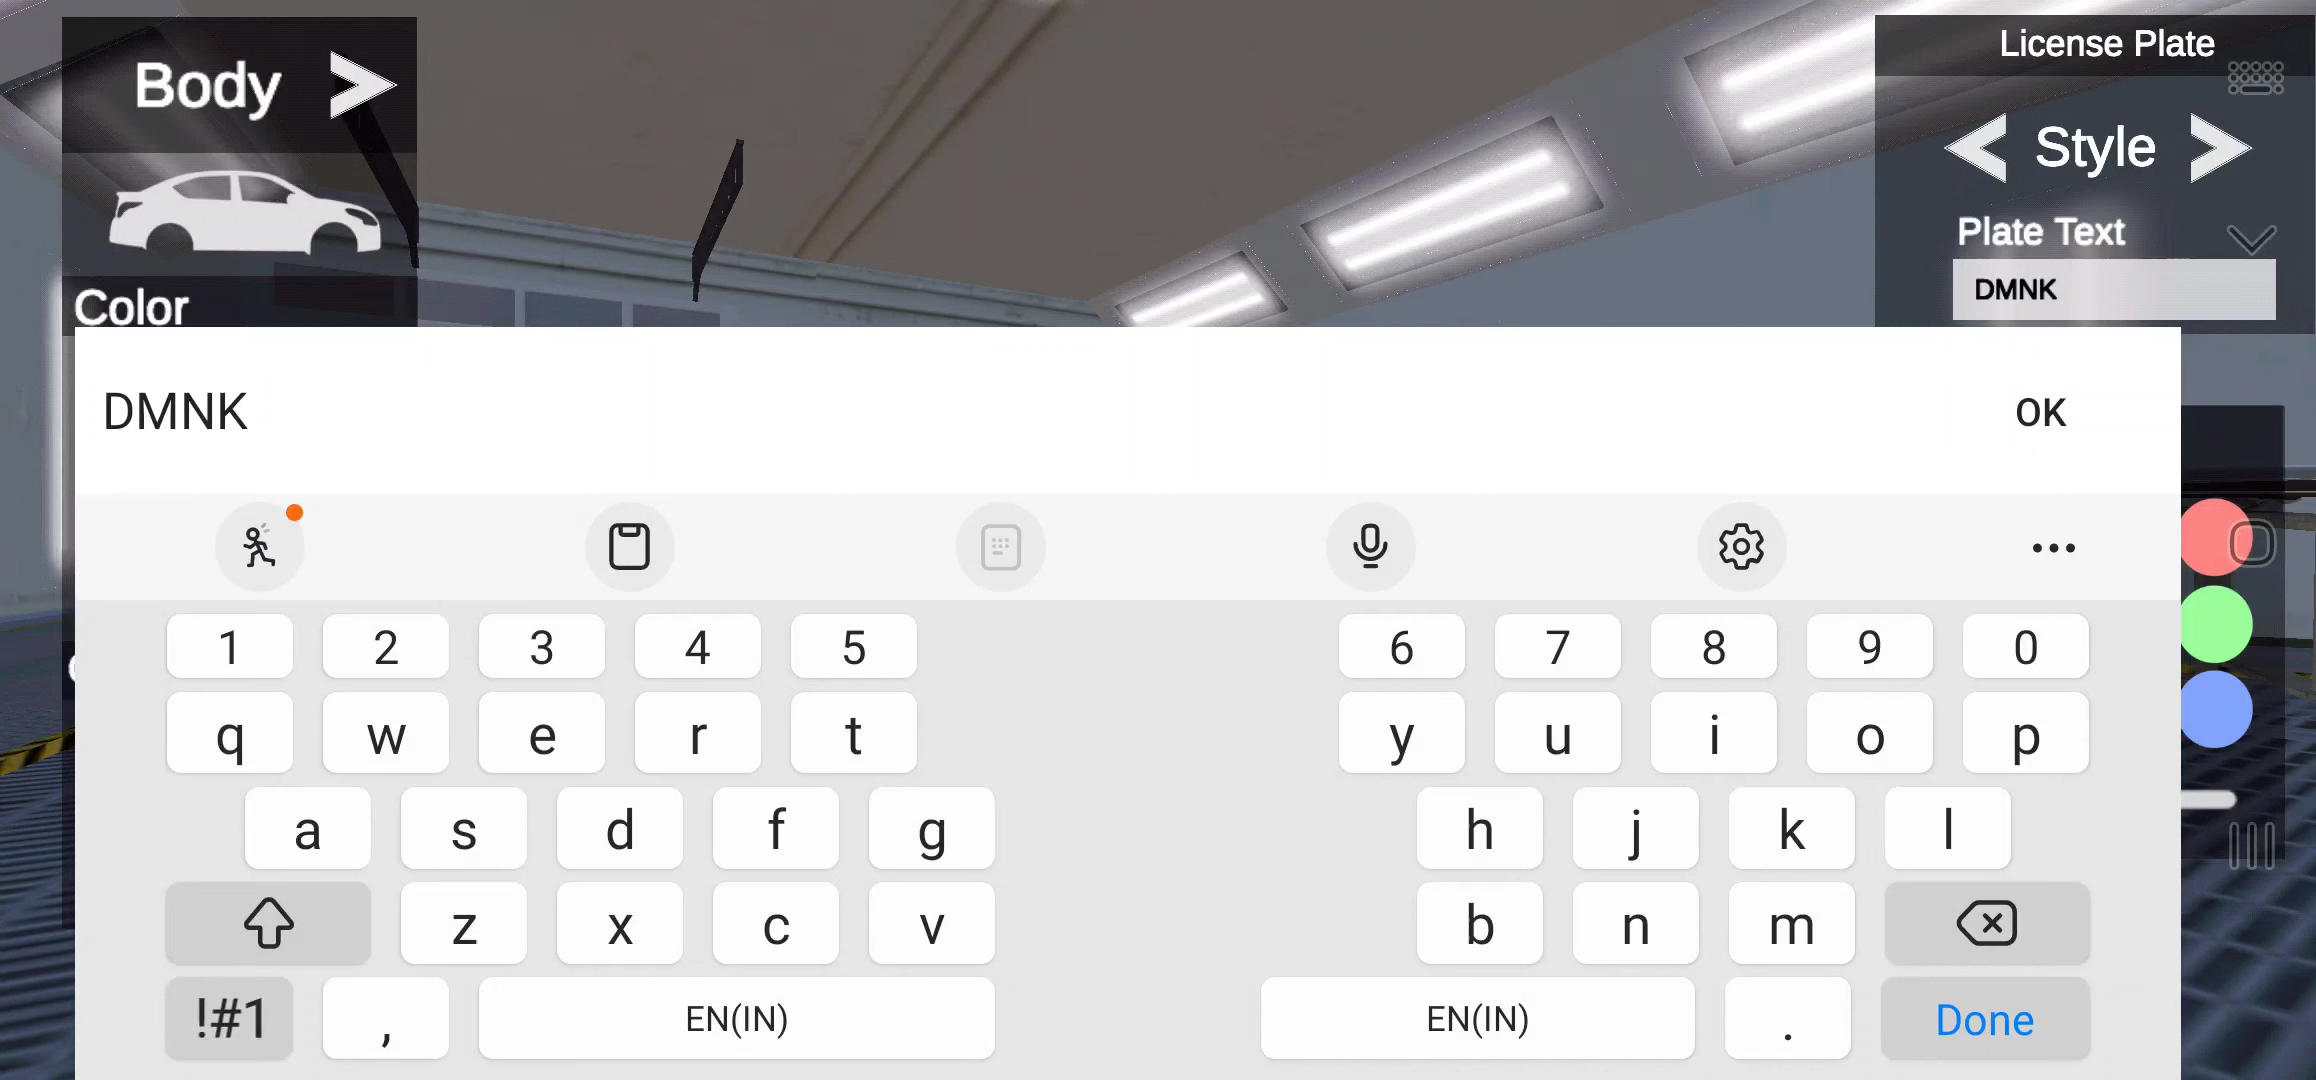 Body
License Plate
Style
Plate Text
DMNK
Color
DMNK
OK
1 2 3 4 5 6 7 8 9 0
q w e r t y u i o p
a s d f g h j k l
z x c v b n m
!#1 , EN(IN) EN(IN) . Done